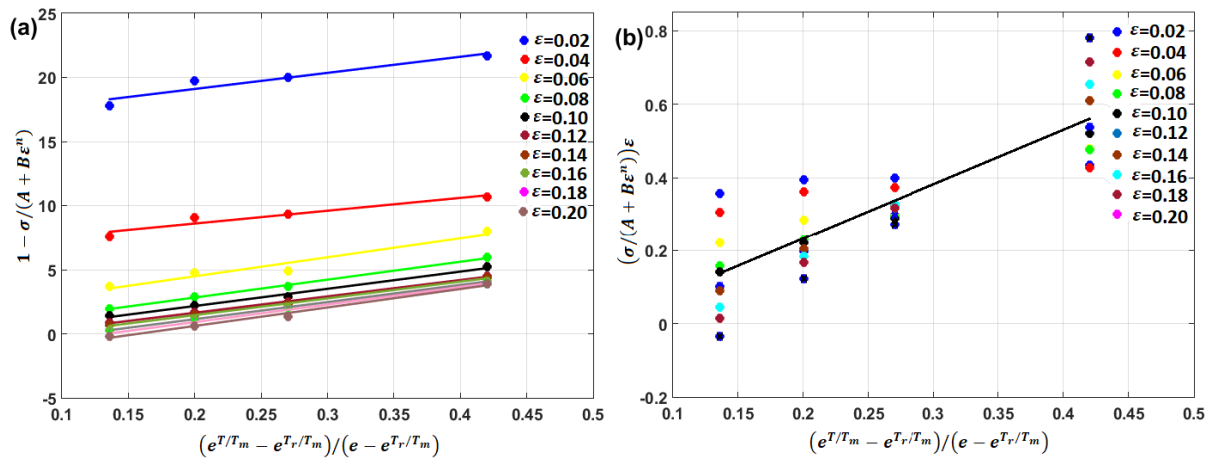 (a)
25
20
15
10
5
0
-5
0.1
0.15
0.2
0.25
0.3
0.35
0.4
0.45
0.5
1 − σ/(A + Bεⁿ)
(e^{T/T_m} − e^{T_r/T_m})/(e − e^{T_r/T_m})
ε=0.02
ε=0.04
ε=0.06
ε=0.08
ε=0.10
ε=0.12
ε=0.14
ε=0.16
ε=0.18
ε=0.20
(b)
0.8
0.6
0.4
0.2
0
-0.2
0.1
0.15
0.2
0.25
0.3
0.35
0.4
0.45
0.5
(σ/(A + Bεⁿ))ε
(e^{T/T_m} − e^{T_r/T_m})/(e − e^{T_r/T_m})
ε=0.02
ε=0.04
ε=0.06
ε=0.08
ε=0.10
ε=0.12
ε=0.14
ε=0.16
ε=0.18
ε=0.20